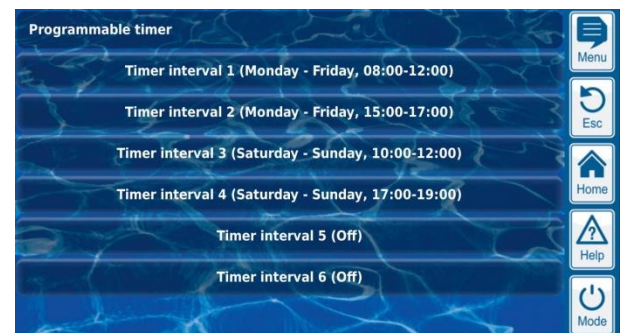 Programmable timer
Timer interval 1 (Monday - Friday, 08:00-12:00)
Timer interval 2 (Monday - Friday, 15:00-17:00)
Timer interval 3 (Saturday - Sunday, 10:00-12:00)
Timer interval 4 (Saturday - Sunday, 17:00-19:00)
Timer interval 5 (Off)
Timer interval 6 (Off)
Menu
Esc
Home
?
Help
Mode